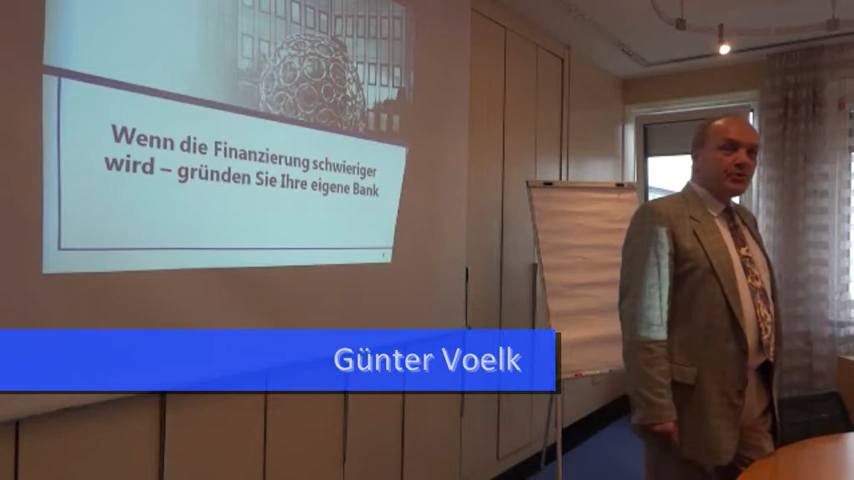 Wenn die Finanzierung schwieriger
wird – gründen Sie Ihre eigene Bank
Günter Voelk